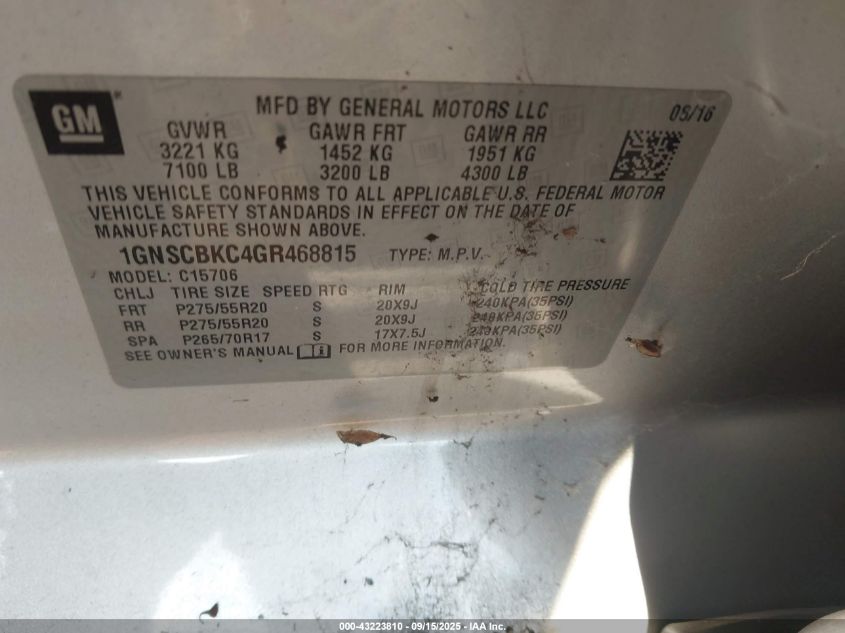 GM
MFD BY GENERAL MOTORS LLC 05/16
GVWR GAWR FRT GAWR RR
3221 KG 1452 KG 1951 KG
7100 LB 3200 LB 4300 LB
THIS VEHICLE CONFORMS TO ALL APPLICABLE U.S. FEDERAL MOTOR
VEHICLE SAFETY STANDARDS IN EFFECT ON THE DATE OF
MANUFACTURE SHOWN ABOVE.
1GNSCBKC4GR468815 TYPE: M.P.V.
MODEL: C15706
CHLJ TIRE SIZE SPEED RTG RIM COLD TIRE PRESSURE
FRT P275/55R20 S 20X9J 240KPA(35PSI)
RR P275/55R20 S 20X9J 240KPA(35PSI)
SPA P265/70R17 S 17X7.5J 240KPA(35PSI)
SEE OWNER'S MANUAL FOR MORE INFORMATION.
000-43223810 - 09/15/2025 - www.iaai.com - Copyright IAA, Inc.